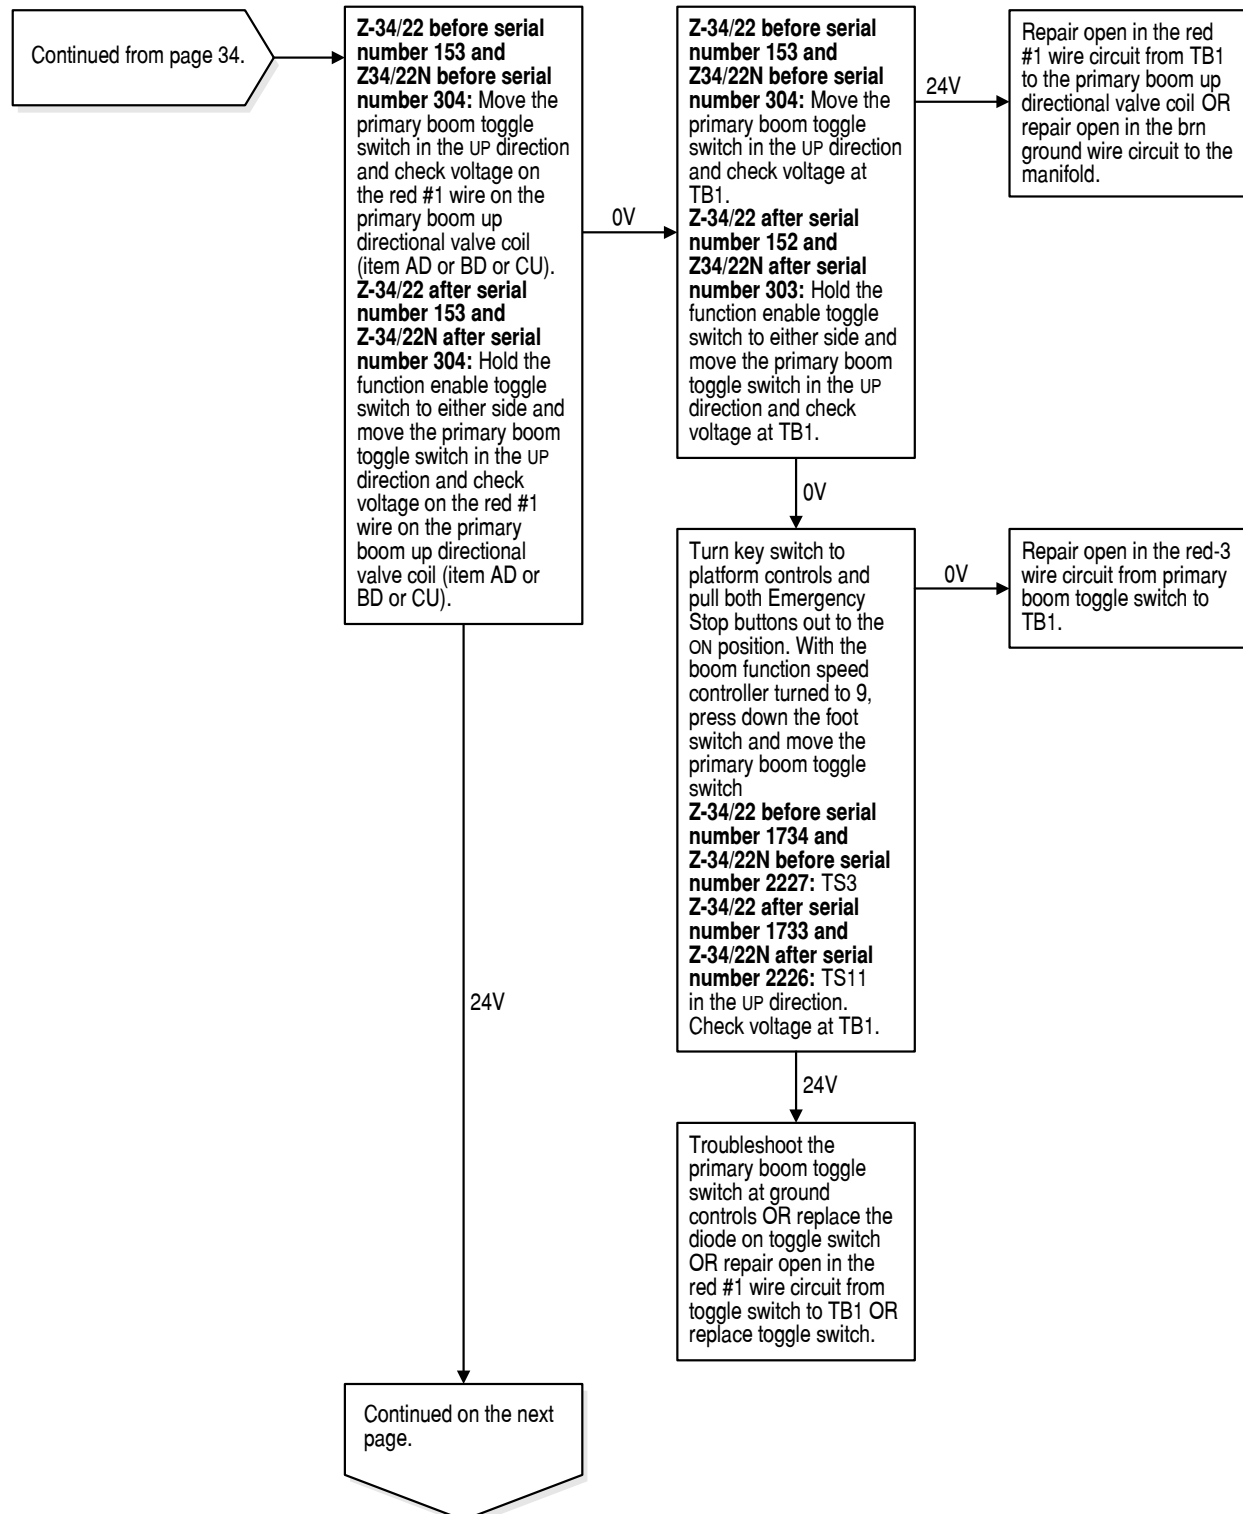 Continued from page 34.
Z-34/22 before serial
number 153 and
Z34/22N before serial
number 304: Move the
primary boom toggle
switch in the UP direction
and check voltage on
the red #1 wire on the
primary boom up
directional valve coil
(item AD or BD or CU).
Z-34/22 after serial
number 153 and
Z-34/22N after serial
number 304: Hold the
function enable toggle
switch to either side and
move the primary boom
toggle switch in the UP
direction and check
voltage on the red #1
wire on the primary
boom up directional
valve coil (item AD or
BD or CU).
0V
Z-34/22 before serial
number 153 and
Z34/22N before serial
number 304: Move the
primary boom toggle
switch in the UP direction
and check voltage at
TB1.
Z-34/22 after serial
number 152 and
Z34/22N after serial
number 303: Hold the
function enable toggle
switch to either side and
move the primary boom
toggle switch in the UP
direction and check
voltage at TB1.
24V
Repair open in the red
#1 wire circuit from TB1
to the primary boom up
directional valve coil OR
repair open in the brn
ground wire circuit to the
manifold.
0V
Turn key switch to
platform controls and
pull both Emergency
Stop buttons out to the
ON position. With the
boom function speed
controller turned to 9,
press down the foot
switch and move the
primary boom toggle
switch
Z-34/22 before serial
number 1734 and
Z-34/22N before serial
number 2227: TS3
Z-34/22 after serial
number 1733 and
Z-34/22N after serial
number 2226: TS11
in the UP direction.
Check voltage at TB1.
0V
Repair open in the red-3
wire circuit from primary
boom toggle switch to
TB1.
24V
24V
Troubleshoot the
primary boom toggle
switch at ground
controls OR replace the
diode on toggle switch
OR repair open in the
red #1 wire circuit from
toggle switch to TB1 OR
replace toggle switch.
Continued on the next
page.